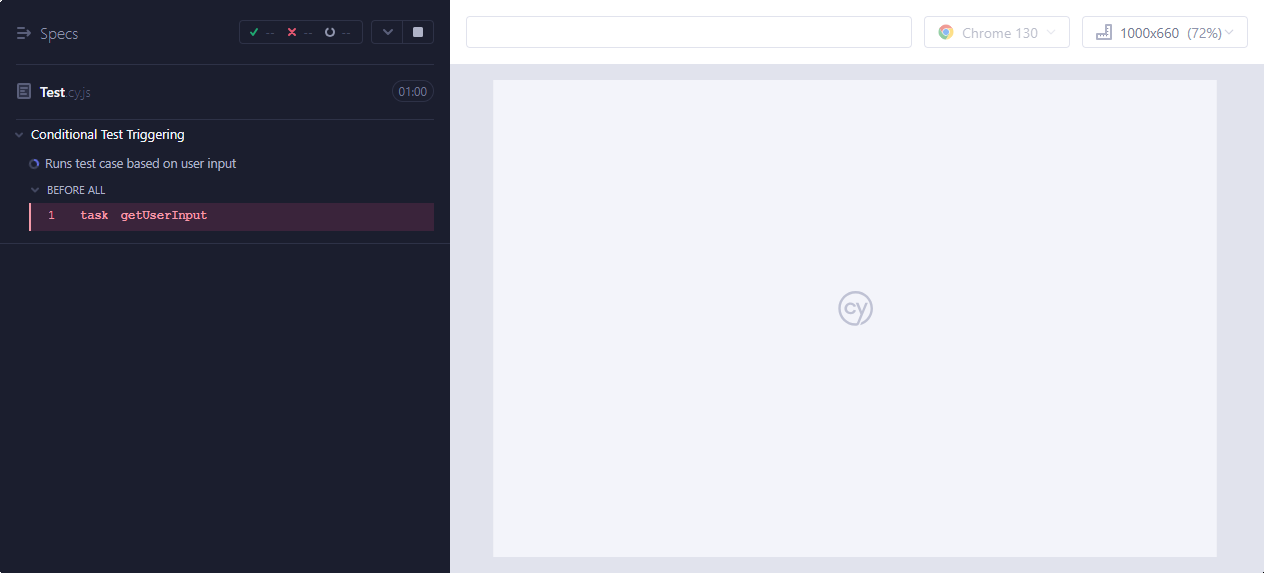 Specs
-- -- --
Chrome 130
1000x660 (72%)
Test.cy.js
01:00
Conditional Test Triggering
Runs test case based on user input
BEFORE ALL
1 task getUserInput
cy